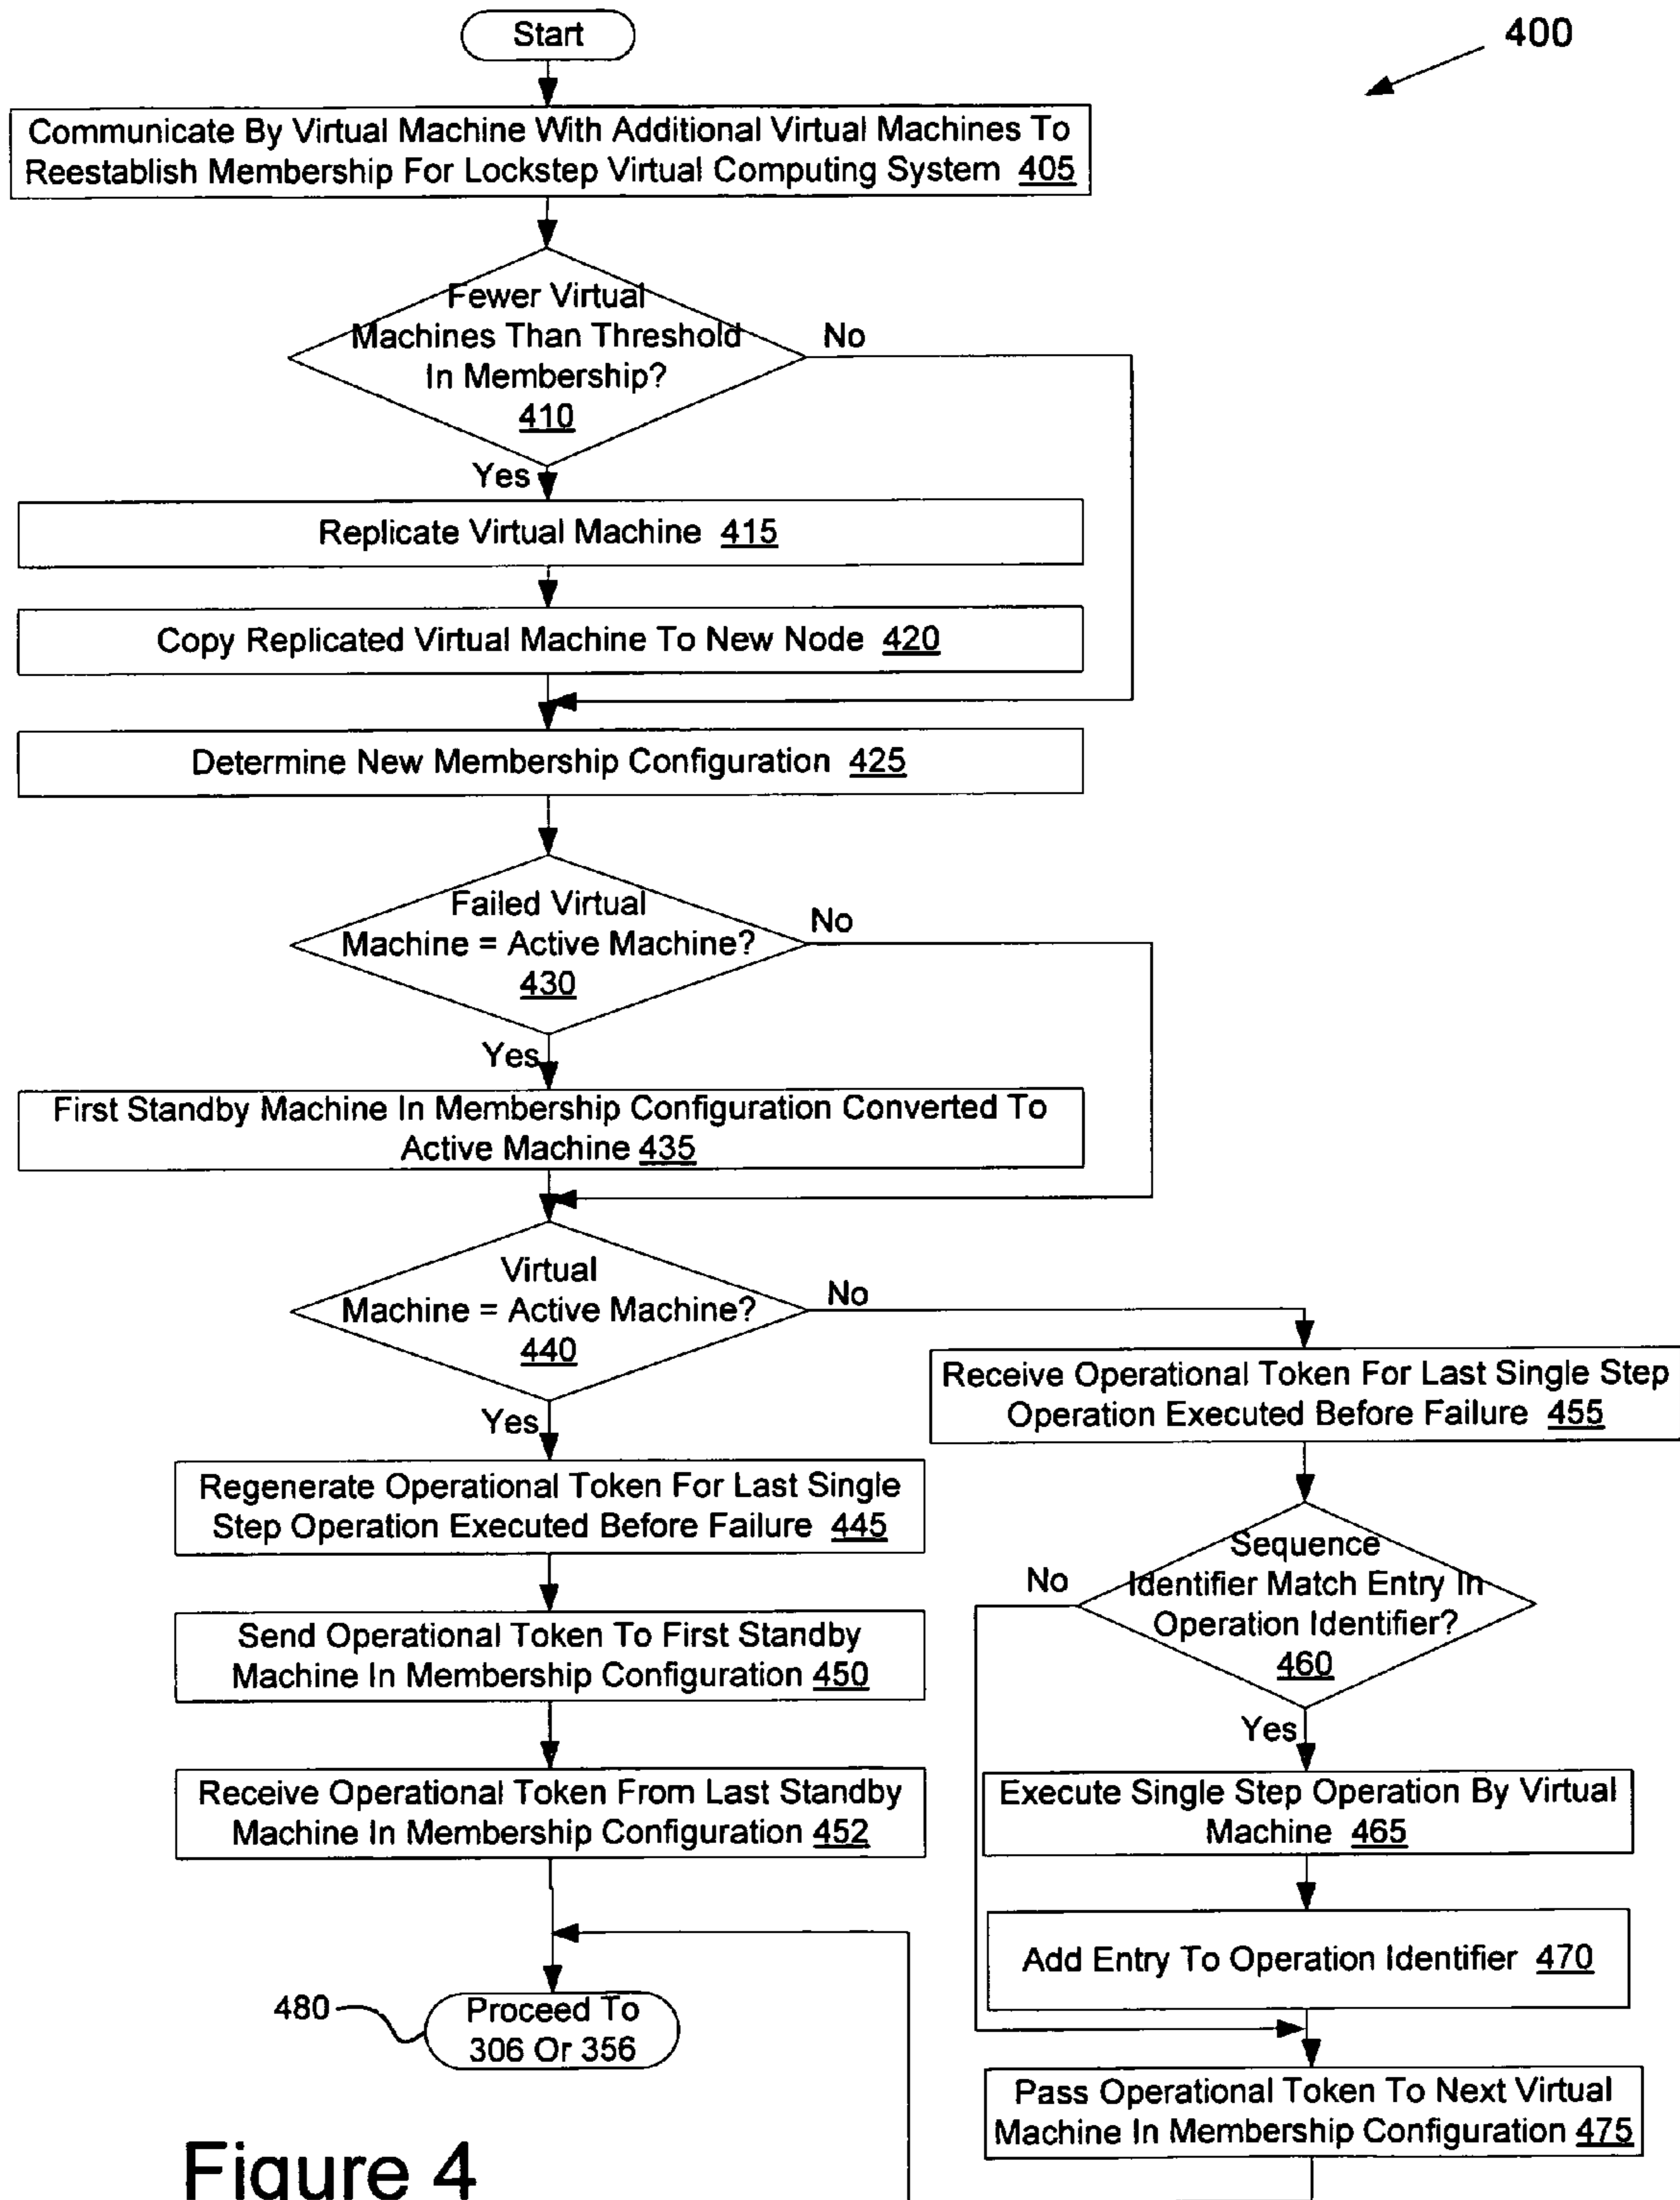 Start
400
Communicate By Virtual Machine With Additional Virtual Machines To
Reestablish Membership For Lockstep Virtual Computing System 405
Fewer Virtual
Machines Than Threshold
In Membership?
410
No
Yes
Replicate Virtual Machine 415
Copy Replicated Virtual Machine To New Node 420
Determine New Membership Configuration 425
Failed Virtual
Machine = Active Machine?
430
No
Yes
First Standby Machine In Membership Configuration Converted To
Active Machine 435
Virtual
Machine = Active Machine?
440
No
Yes
Receive Operational Token For Last Single Step
Operation Executed Before Failure 455
Regenerate Operational Token For Last Single
Step Operation Executed Before Failure 445
Sequence
Identifier Match Entry In
Operation Identifier?
460
No
Yes
Send Operational Token To First Standby
Machine In Membership Configuration 450
Receive Operational Token From Last Standby
Machine In Membership Configuration 452
Execute Single Step Operation By Virtual
Machine 465
Add Entry To Operation Identifier 470
480
Proceed To
306 Or 356
Pass Operational Token To Next Virtual
Machine In Membership Configuration 475
Figure 4